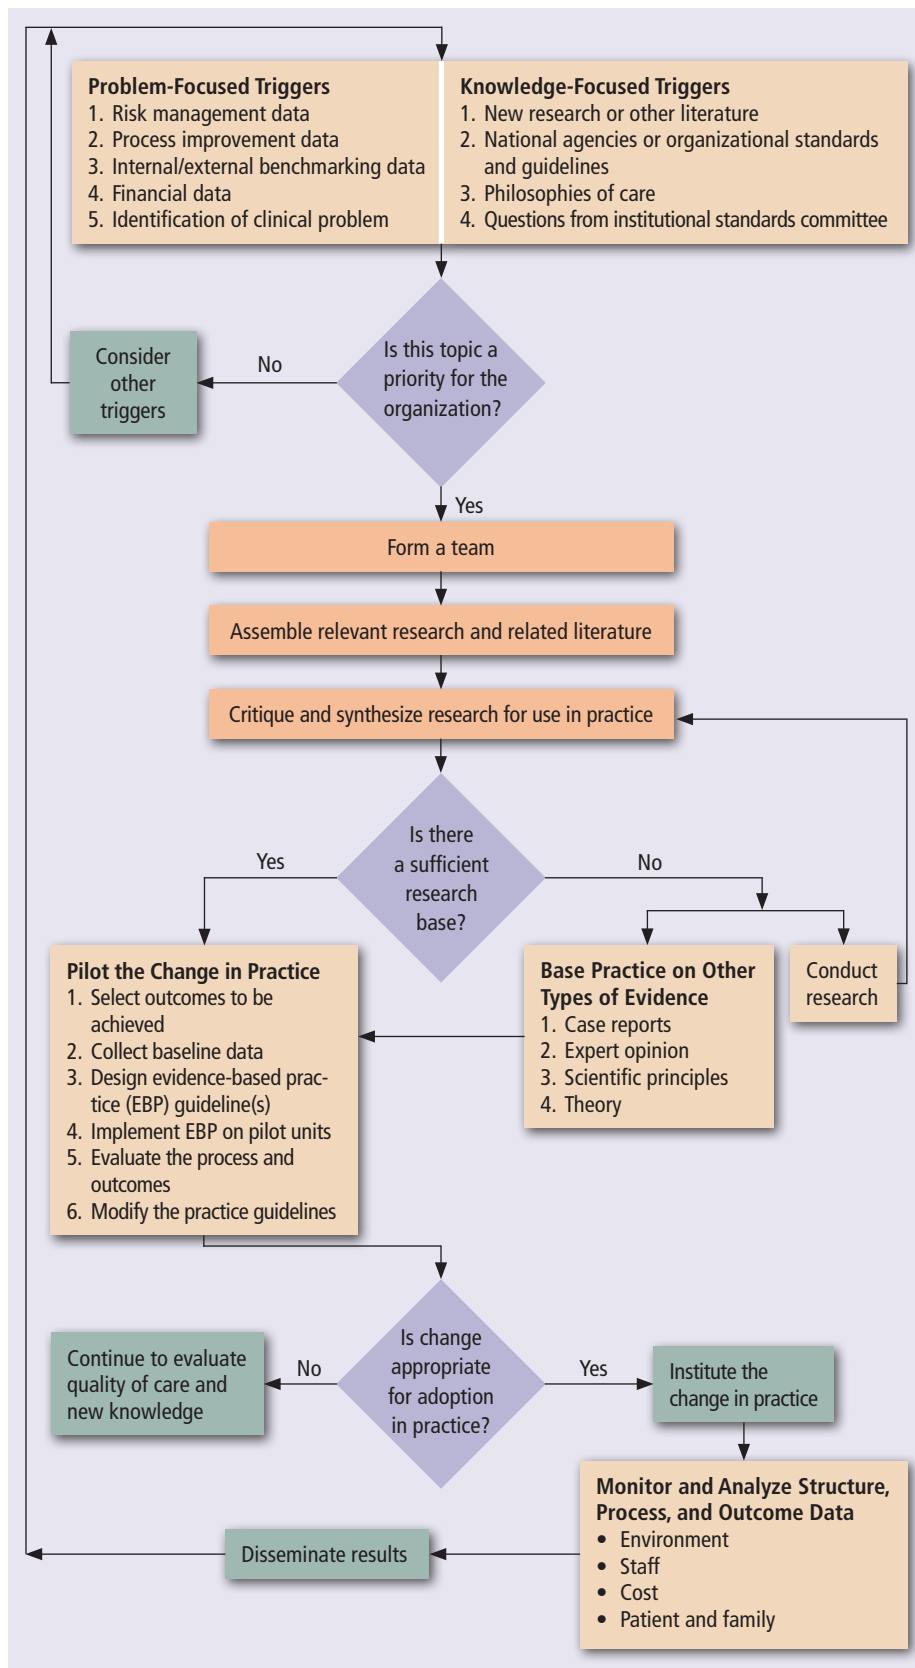 Problem-Focused Triggers
1. Risk management data
2. Process improvement data
3. Internal/external benchmarking data
4. Financial data
5. Identification of clinical problem
Knowledge-Focused Triggers
1. New research or other literature
2. National agencies or organizational standards
and guidelines
3. Philosophies of care
4. Questions from institutional standards committee
Is this topic a
priority for the
organization?
No
Consider
other
triggers
Yes
Form a team
Assemble relevant research and related literature
Critique and synthesize research for use in practice
Is there
a sufficient
research
base?
Yes
No
Pilot the Change in Practice
1. Select outcomes to be
achieved
2. Collect baseline data
3. Design evidence-based prac-
tice (EBP) guideline(s)
4. Implement EBP on pilot units
5. Evaluate the process and
outcomes
6. Modify the practice guidelines
Base Practice on Other
Types of Evidence
1. Case reports
2. Expert opinion
3. Scientific principles
4. Theory
Conduct
research
Is change
appropriate
for adoption
in practice?
No
Continue to evaluate
quality of care and
new knowledge
Yes
Institute the
change in practice
Monitor and Analyze Structure,
Process, and Outcome Data
• Environment
• Staff
• Cost
• Patient and family
Disseminate results